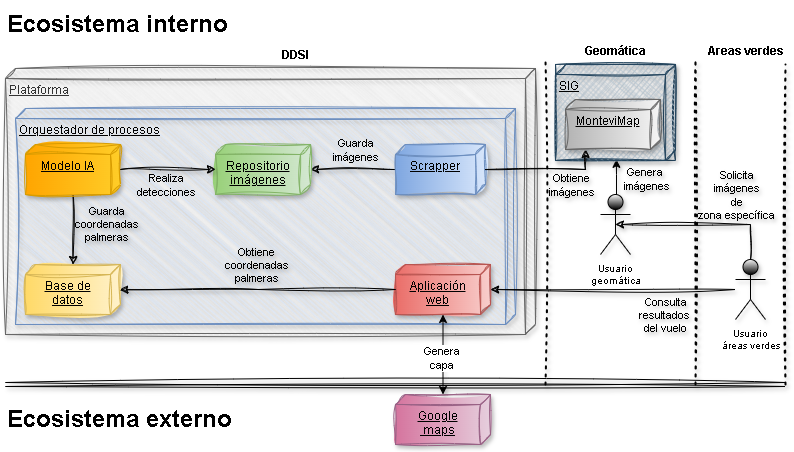 Ecosistema interno
DDSI
Geomática
Areas verdes
Plataforma
SIG
MonteviMap
Orquestador de procesos
Modelo IA
Realiza
detecciones
Repositorio
imágenes
Guarda
imágenes
Scrapper
Obtiene
imágenes
Genera
imágenes
Solicita
imágenes
de
zona específica
Guarda
coordenadas
palmeras
Usuario
geomática
Base de
datos
Obtiene
coordenadas
palmeras
Aplicación
web
Consulta
resultados
del vuelo
Usuario
áreas verdes
Genera
capa
Ecosistema externo
Google
maps